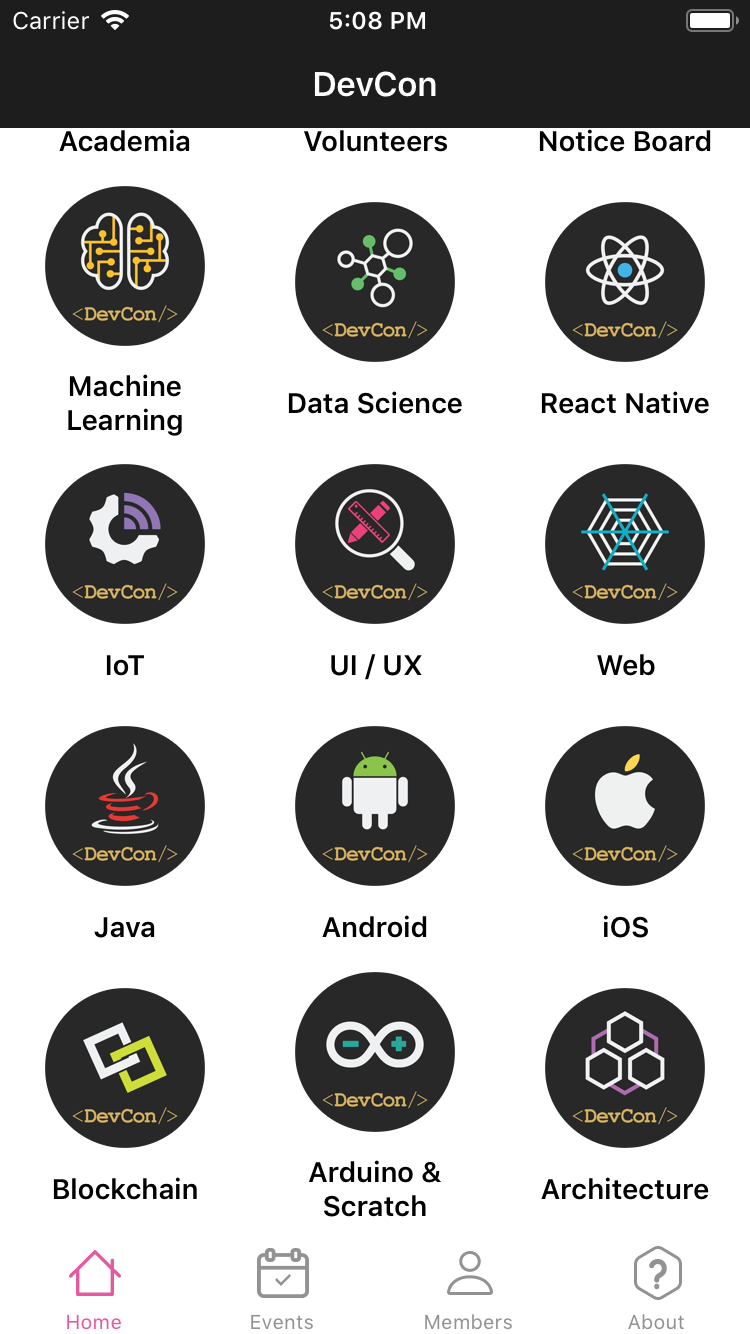 Carrier 5:08 PM
DevCon
Academia Volunteers Notice Board
<DevCon/> <DevCon/> <DevCon/>
Machine
Learning
Data Science
React Native
<DevCon/> <DevCon/> <DevCon/>
IoT UI / UX Web
<DevCon/> <DevCon/> <DevCon/>
Java Android iOS
<DevCon/> <DevCon/> <DevCon/>
Blockchain
Arduino &
Scratch
Architecture
Home Events Members About